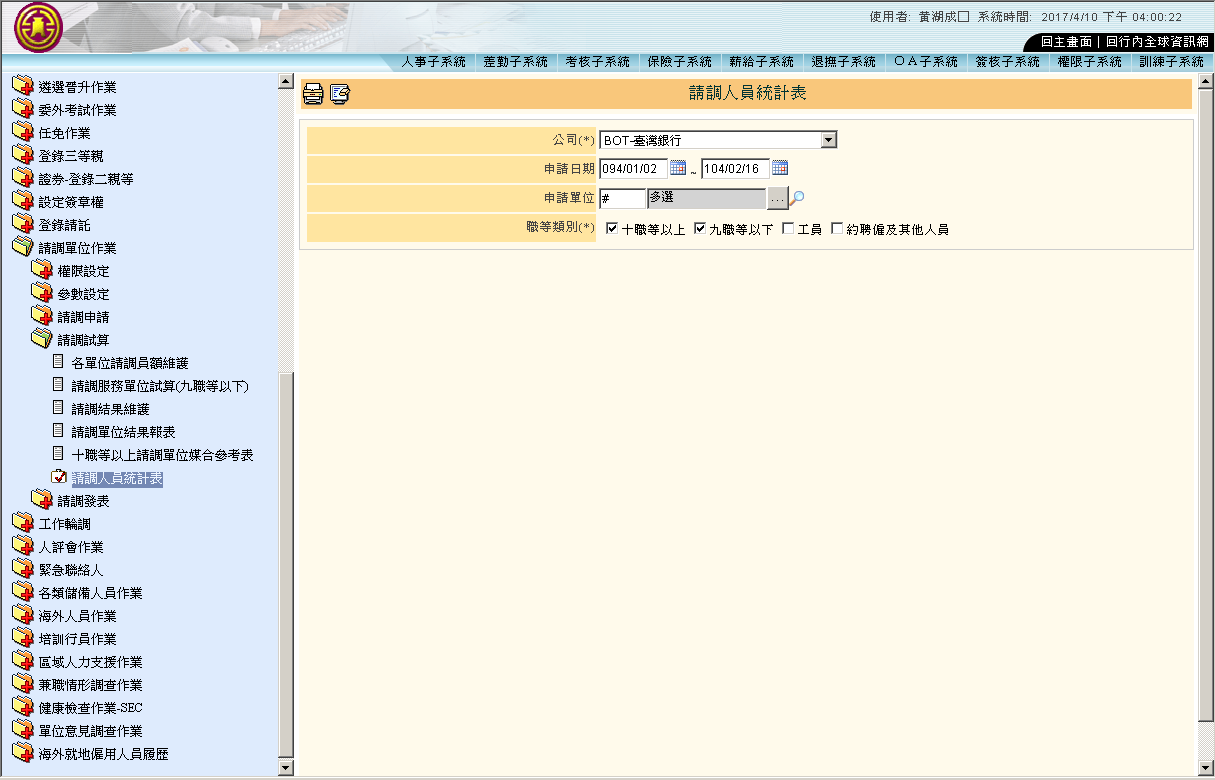 使用者: 黃湖成□ 系統時間: 2017/4/10 下午 04:00:22
回主畫面 | 回行內全球資訊網
人事子系統 差勤子系統 考核子系統 保險子系統 薪給子系統 退撫子系統 ＯＡ子系統 簽核子系統 權限子系統 訓練子系統
遴選晉升作業
委外考試作業
任免作業
登錄三等親
證券-登錄二親等
設定簽章權
登錄請託
請調單位作業
權限設定
參數設定
請調申請
請調試算
各單位請調員額維護
請調服務單位試算(九職等以下)
請調結果維護
請調單位結果報表
十職等以上請調單位媒合參考表
請調人員統計表
請調發表
工作輪調
人評會作業
緊急聯絡人
各類儲備人員作業
海外人員作業
培訓行員作業
區域人力支援作業
兼職情形調查作業
健康檢查作業-SEC
單位意見調查作業
海外就地僱用人員履歷
請調人員統計表
公司(*) BOT-臺灣銀行
申請日期 094/01/02 ~ 104/02/16
申請單位 # 多選 ...
職等類別(*) 十職等以上 九職等以下 工員 約聘僱及其他人員